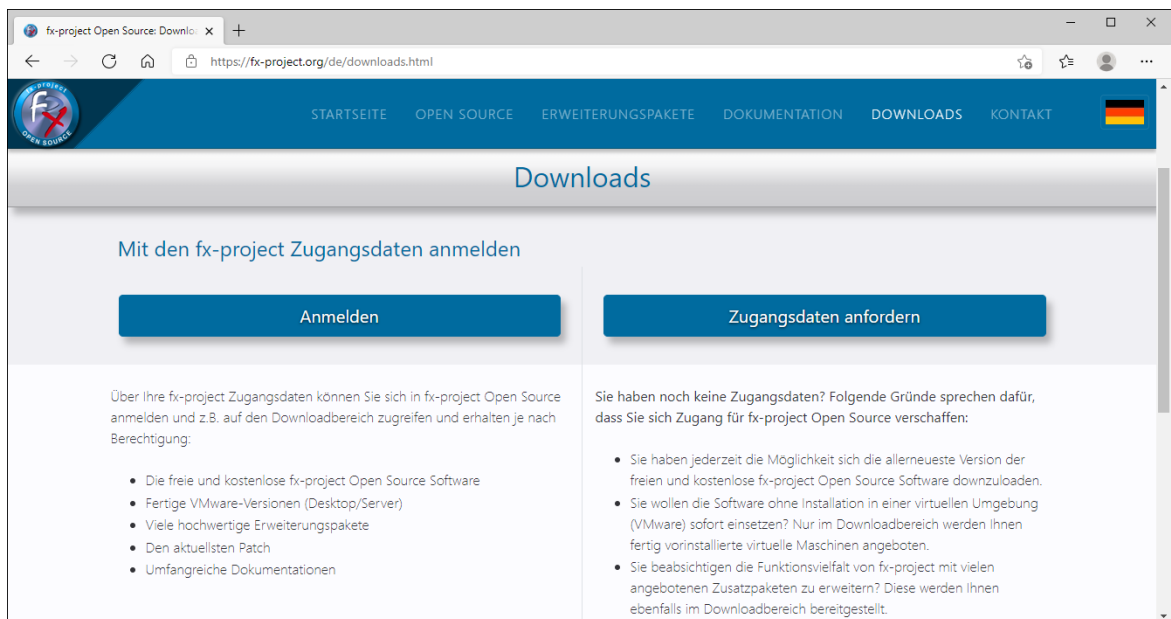 fx-project Open Source: Downlo
https://fx-project.org/de/downloads.html
fx-project
fx
OPEN SOURCE
STARTSEITE OPEN SOURCE ERWEITERUNGSPAKETE DOKUMENTATION DOWNLOADS KONTAKT
Downloads
Mit den fx-project Zugangsdaten anmelden
Anmelden
Zugangsdaten anfordern
Über Ihre fx-project Zugangsdaten können Sie sich in fx-project Open Source
anmelden und z.B. auf den Downloadbereich zugreifen und erhalten je nach
Berechtigung:
• Die freie und kostenlose fx-project Open Source Software
• Fertige VMware-Versionen (Desktop/Server)
• Viele hochwertige Erweiterungspakete
• Den aktuellsten Patch
• Umfangreiche Dokumentationen
Sie haben noch keine Zugangsdaten? Folgende Gründe sprechen dafür,
dass Sie sich Zugang für fx-project Open Source verschaffen:
• Sie haben jederzeit die Möglichkeit sich die allerneueste Version der
freien und kostenlose fx-project Open Source Software downzuloaden.
• Sie wollen die Software ohne Installation in einer virtuellen Umgebung
(VMware) sofort einsetzen? Nur im Downloadbereich werden Ihnen
fertig vorinstallierte virtuelle Maschinen angeboten.
• Sie beabsichtigen die Funktionsvielfalt von fx-project mit vielen
angebotenen Zusatzpaketen zu erweitern? Diese werden Ihnen
ebenfalls im Downloadbereich bereitgestellt.